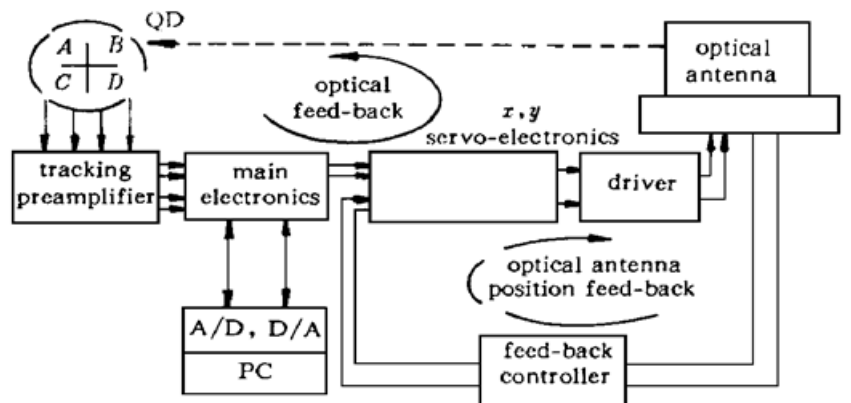 QD
A B
C D
optical
feed-back
optical
antenna
x, y
servo-electronics
tracking
preamplifier
main
electronics
driver
optical antenna
position feed-back
A/D, D/A
PC
feed-back
controller